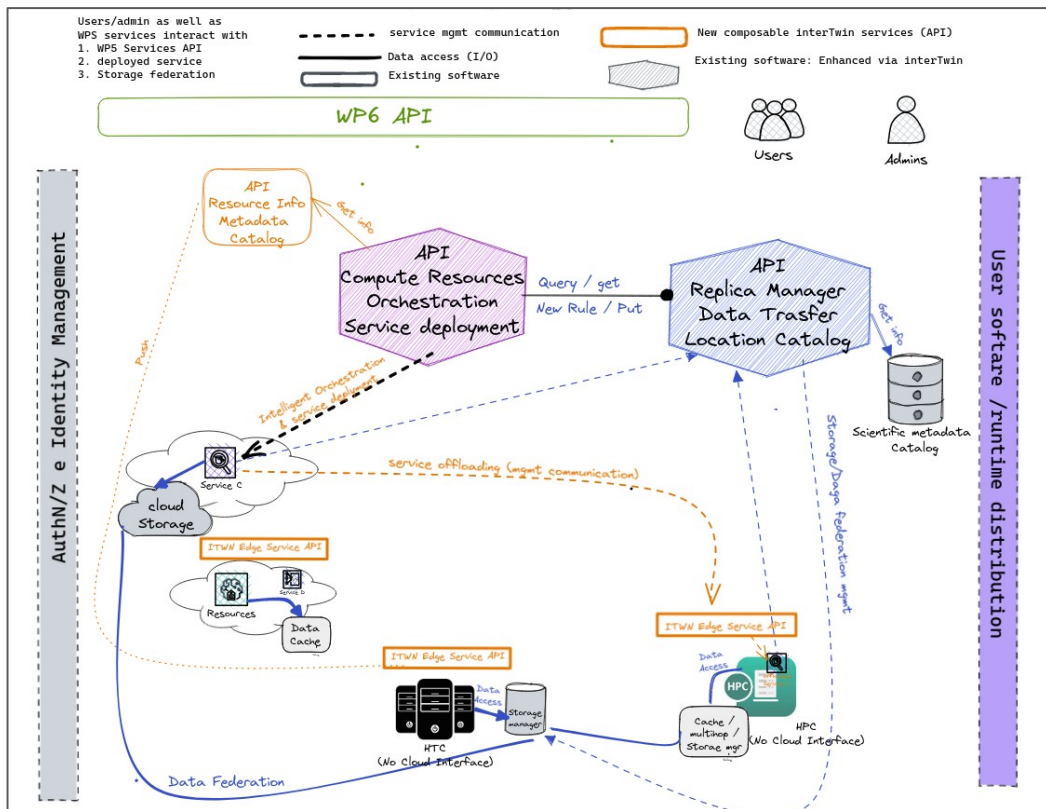 Users/admin as well as
WPS services interact with
1. WP5 Services API
2. deployed service
3. Storage federation
service mgmt communication
Data access (I/O)
Existing software
New composable interTwin services (API)
Existing software: Enhanced via interTwin
WP6 API
Users
Admins
AuthN/Z e Identity Management
User softare /runtime distribution
API
Resource Info
Metadata
Catalog
Get info
API
Compute Resources
Orchestration
Service deployment
Query / get
New Rule / Put
API
Replica Manager
Data Trasfer
Location Catalog
Get info
Scientific metadata
Catalog
Push
Intelligent Orchestration
& service deplyment
Service C
cloud
Storage
service offloading (mgmt communication)
Storage/Daga federation mgmt
ITWN Edge Service API
Resources
Service D
Data
Cache
ITWN Edge Service API
...
Data
Access
Storage
manager
HTC
(No Cloud Interface)
ITWN Edge Service API
Data
Access
HPC
Cache /
multihop /
Storae mgr
HPC
(No Cloud Interface)
Data Federation